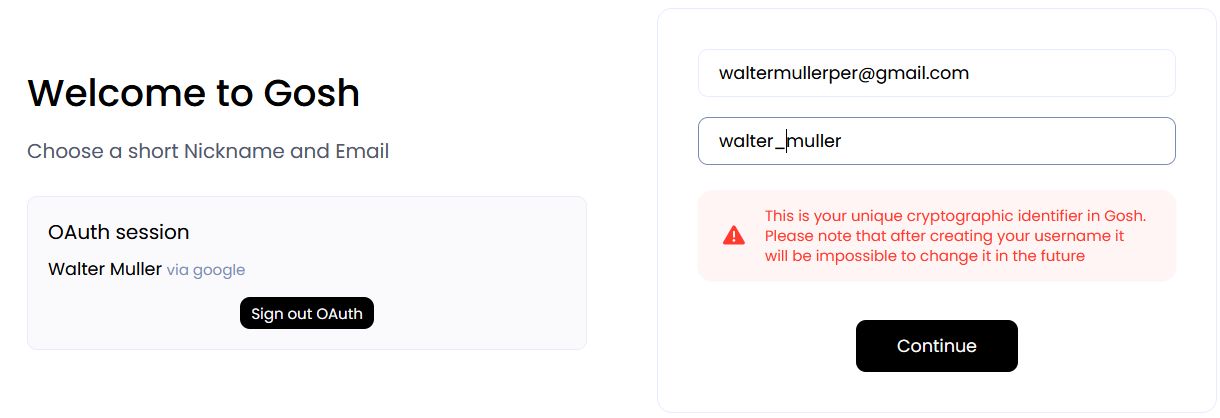 Welcome to Gosh
Choose a short Nickname and Email
OAuth session
Walter Muller via google
Sign out OAuth
waltermullerper@gmail.com
walter_muller
This is your unique cryptographic identifier in Gosh.
Please note that after creating your username it
will be impossible to change it in the future
Continue